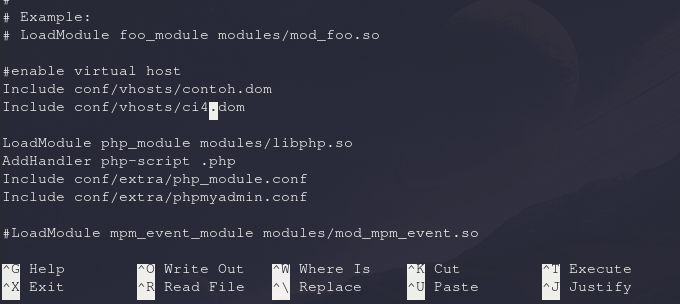 #
# Example:
# LoadModule foo_module modules/mod_foo.so
#enable virtual host
Include conf/vhosts/contoh.dom
Include conf/vhosts/ci4.dom
LoadModule php_module modules/libphp.so
AddHandler php-script .php
Include conf/extra/php_module.conf
Include conf/extra/phpmyadmin.conf
#LoadModule mpm_event_module modules/mod_mpm_event.so
^G Help ^O Write Out ^W Where Is ^K Cut ^T Execute
^X Exit ^R Read File ^\ Replace ^U Paste ^J Justify